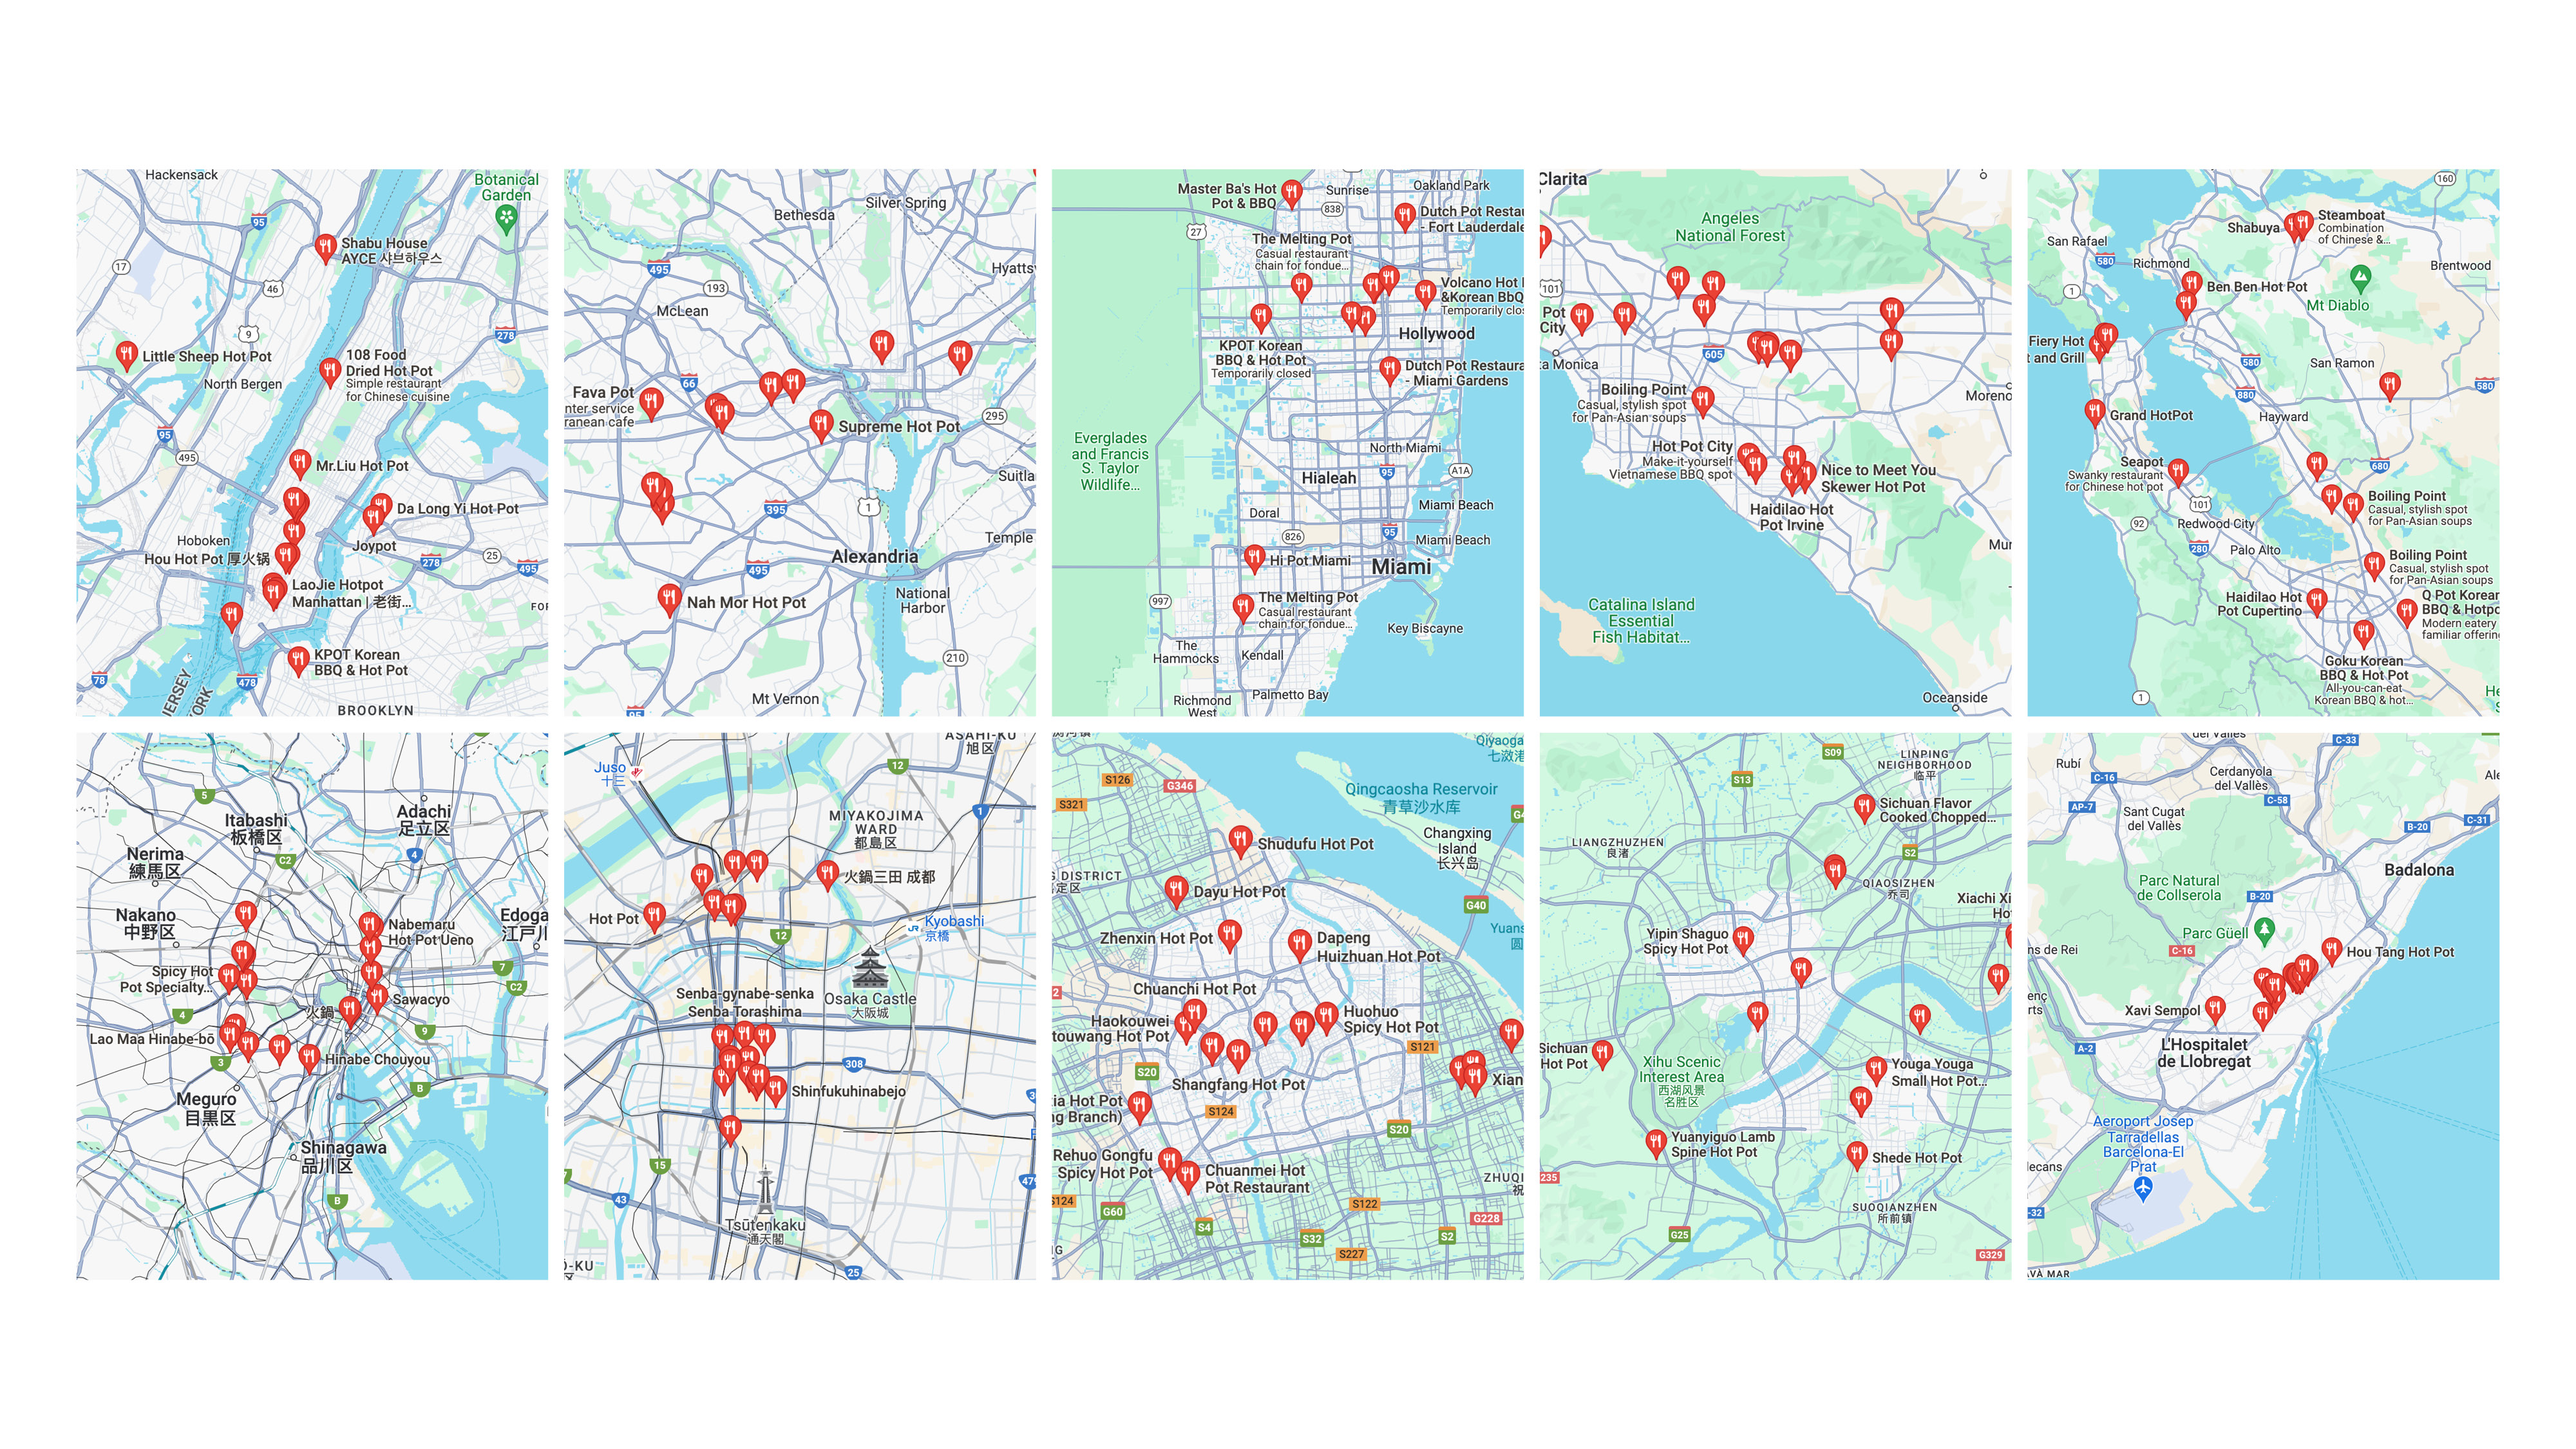 Hackensack
Botanical
Garden
95
Shabu House
AYCE 샤브하우스
17
46
9
278
Little Sheep Hot Pot
108 Food
Dried Hot Pot
Simple restaurant
for Chinese cuisine
North Bergen
95
495
Mr.Liu Hot Pot
Da Long Yi Hot Pot
Hoboken
Joypot
Hou Hot Pot 厚火锅
278
25
495
LaoJie Hotpot
Manhattan | 老街...
KPOT Korean
BBQ & Hot Pot
78
478
BROOKLYN
Bethesda
Silver Spring
495
193
McLean
66
Fava Pot
Supreme Hot Pot
295
395
1
Alexandria
495
Nah Mor Hot Pot
National
Harbor
210
Mt Vernon
Master Ba's Hot
Pot & BBQ
Sunrise
Oakland Park
838
27
Dutch Pot Restau
- Fort Lauderdale
The Melting Pot
Casual restaurant
chain for fondue...
Volcano Hot
&Korean BBQ
Temporarily clos
Hollywood
KPOT Korean
BBQ & Hot Pot
Temporarily closed
Dutch Pot Restaura
- Miami Gardens
Everglades
and Francis
S. Taylor
Wildlife...
North Miami
95
A1A
Hialeah
Doral
Miami Beach
826
95
Miami Beach
Hi Pot Miami
Miami
997
The Melting Pot
Casual restaurant
chain for fondue...
Key Biscayne
The
Hammocks
Kendall
Richmond
West
Palmetto Bay
Clarita
Angeles
National Forest
101
Pot
City
605
a Monica
Boiling Point
Casual, stylish spot
for Pan-Asian soups
Moreno
Hot Pot City
Make-it-yourself
Vietnamese BBQ spot
Nice to Meet You
Skewer Hot Pot
Haidilao Hot
Pot Irvine
Mur
Catalina Island
Essential
Fish Habitat...
Oceanside
160
San Rafael
580
Shabuya
Steamboat
Combination
of Chinese &...
Richmond
Brentwood
1
Ben Ben Hot Pot
Mt Diablo
Fiery Hot
t and Grill
580
San Ramon
580
880
Grand HotPot
Hayward
Seapot
Swanky restaurant
for Chinese hot pot
680
101
Boiling Point
Casual, stylish spot
for Pan-Asian soups
92
Redwood City
280
Palo Alto
Boiling Point
Casual, stylish spot
for Pan-Asian soups
Haidilao Hot
Pot Cupertino
Q Pot Korean
BBQ & Hotpo
Modern eatery
familiar offering
Goku Korean
BBQ & Hot Pot
All-you-can-eat
Korean BBQ & hot...
1
5
Adachi
足立区
Itabashi
板橋区
C2
4
Nerima
練馬区
Nakano
中野区
Nabemaru
Hot Pot Ueno
Edoga
江戸川
Spicy Hot
Pot Specialty...
7
C2
Sawacyo
4
火鍋
9
Lao Maa Hinabe-bō
3
Hinabe Chouyou
B
Meguro
目黒区
Shinagawa
品川区
B
ASAHI-KU
旭区
Juso
十三
12
1
MIYAKOJIMA
WARD
都島区
火鍋三田 成都
Hot Pot
Kyobashi
京橋
12
Senba-gynabe-senka
Senba Torashima
Osaka Castle
大阪城
308
Shinfukuhinabejo
15
43
479
Tsūtenkaku
通天閣
25
S126
G346
S321
Qingcaosha Reservoir
青草沙水库
Shudufu Hot Pot
Changxing
Island
长兴岛
DISTRICT
定区
Dayu Hot Pot
G40
Zhenxin Hot Pot
Dapeng
Huizhuan Hot Pot
Chuanchi Hot Pot
Haokouwei
touwang Hot Pot
Huohuo
Spicy Hot Pot
S121
S20
Shangfang Hot Pot
Xian
ia Hot Pot
ng Branch)
S124
S20
Rehuo Gongfu
Spicy Hot Pot
Chuanmei Hot
Pot Restaurant
S124
G60
S4
S122
G228
S32
S2
S227
S09
LINPING
NEIGHBORHOOD
临平
S13
Sichuan Flavor
Cooked Chopped...
LIANGZHUZHEN
良渚
S2
QIAOSIZHEN
乔司
Xiachi Xi
Ho
Yipin Shaguo
Spicy Hot Pot
Sichuan
Hot Pot
Xihu Scenic
Interest Area
西湖风景
名胜区
Youga Youga
Small Hot Pot...
Yuanyiguo Lamb
Spine Hot Pot
Shede Hot Pot
235
SUOQIANZHEN
所前镇
G25
G329
del Vallès
C-33
Rubí
C-16
Cerdanyola
del Vallès
AP-7
C-58
Sant Cugat
del Vallès
C-31
B-20
Badalona
Parc Natural
de Collserola
B-20
Parc Güell
ns de Rei
C-16
Hou Tang Hot Pot
Xavi Sempol
A-2
L'Hospitalet
de Llobregat
Aeroport Josep
Tarradellas
Barcelona-El
Prat
lecans
-32
AVÀ MAR